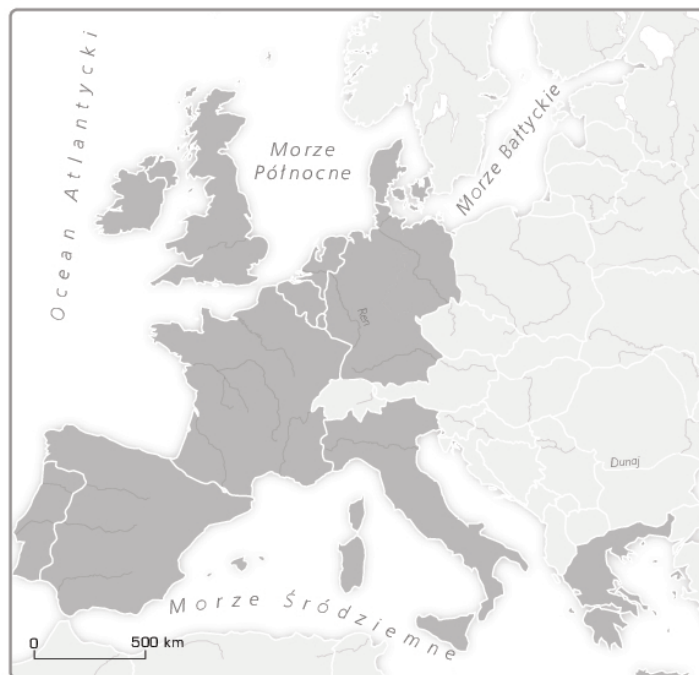 Ocean Atlantycki
Morze
Północne
Morze Bałtyckie
Ren
Dunaj
Morze Śródziemne
0 500 km